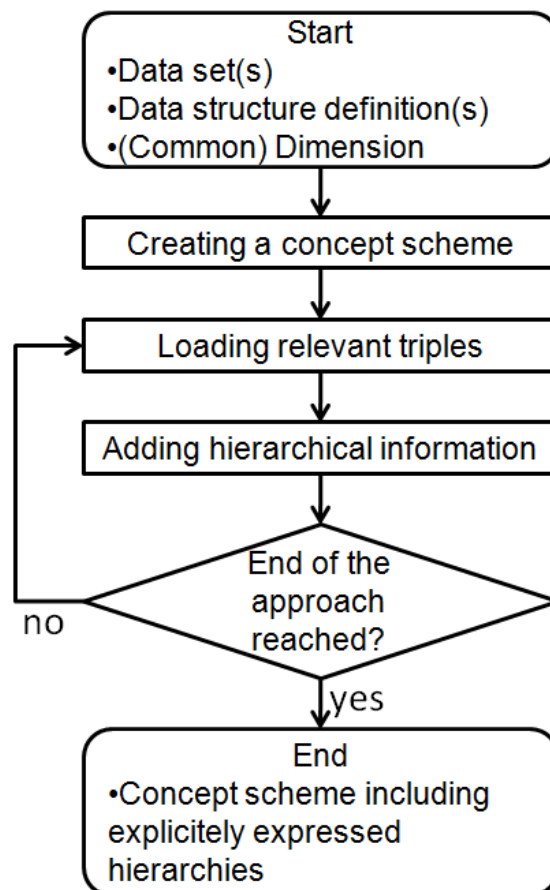 Start
•Data set(s)
•Data structure definition(s)
•(Common) Dimension
Creating a concept scheme
Loading relevant triples
Adding hierarchical information
End of the
approach
reached?
no
yes
End
•Concept scheme including
explicitely expressed
hierarchies